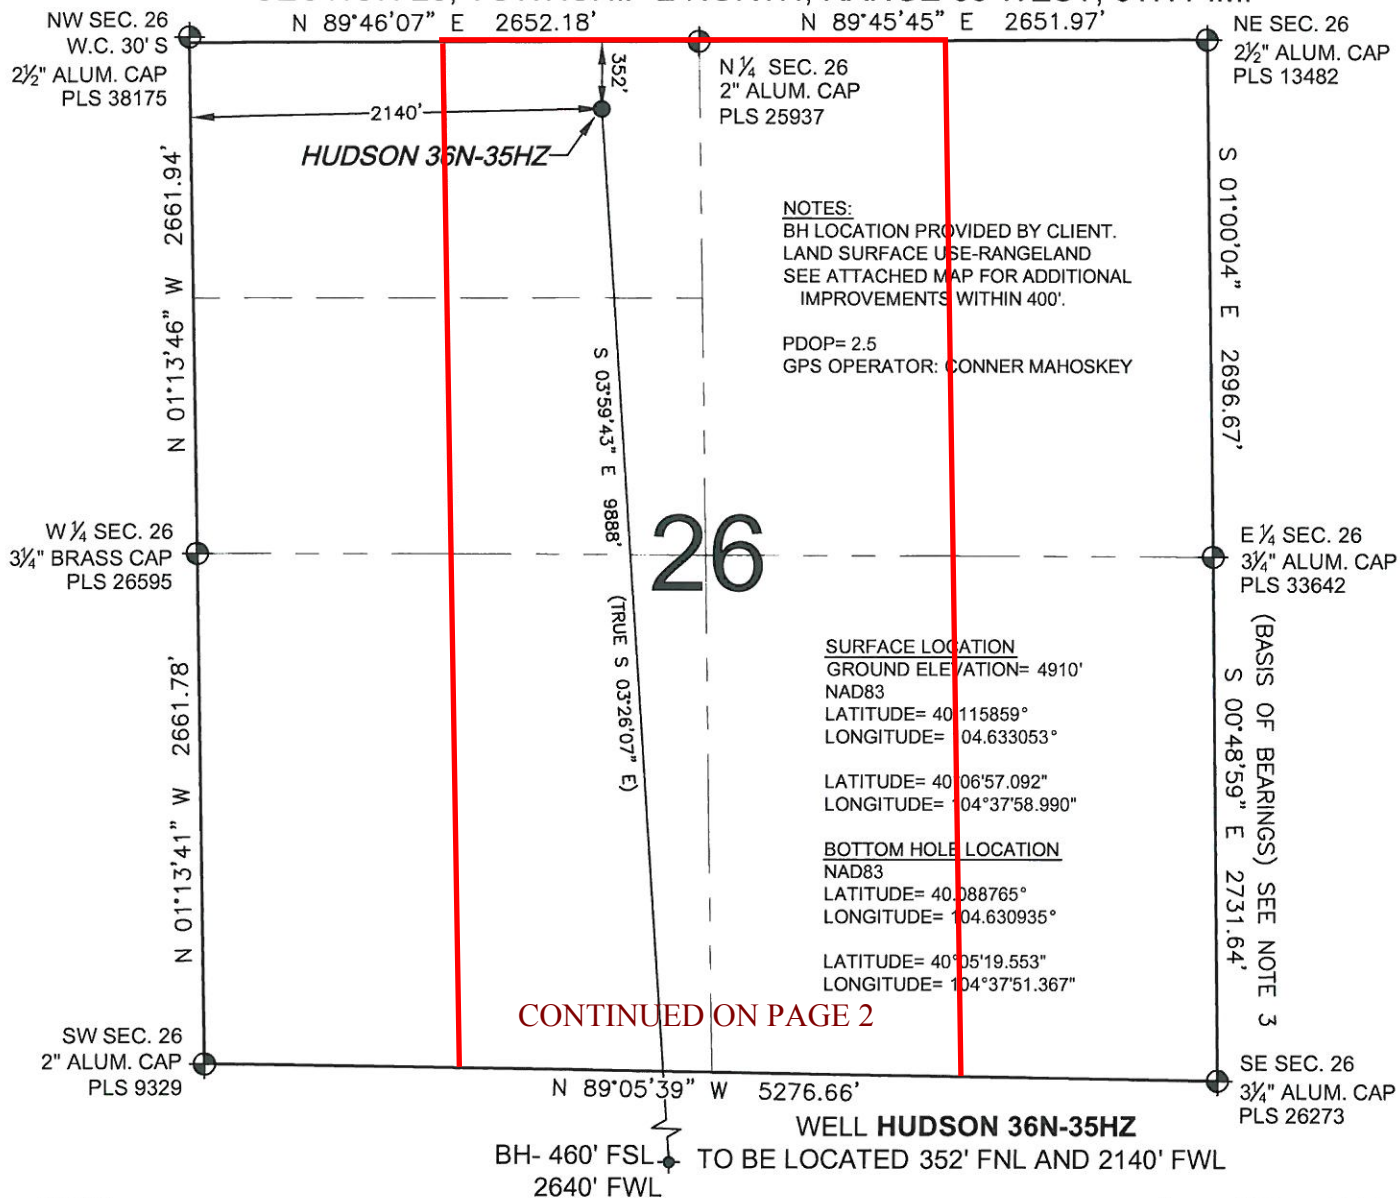 N 89°46'07" E 2652.18'
N 89°45'45" E 2651.97'
NW SEC. 26
W.C. 30' S
2½" ALUM. CAP
PLS 38175
N ¼ SEC. 26
2" ALUM. CAP
PLS 25937
NE SEC. 26
2½" ALUM. CAP
PLS 13482
352'
2140'
HUDSON 36N-35HZ
N 01°13'46" W 2661.94'
S 01°00'04" E 2696.67'
NOTES:
BH LOCATION PROVIDED BY CLIENT.
LAND SURFACE USE-RANGELAND
SEE ATTACHED MAP FOR ADDITIONAL
IMPROVEMENTS WITHIN 400'.
PDOP= 2.5
GPS OPERATOR: CONNER MAHOSKEY
S 03°59'43" E 9888'
(TRUE S 03°26'07" E)
26
W ¼ SEC. 26
3¼" BRASS CAP
PLS 26595
E ¼ SEC. 26
3¼" ALUM. CAP
PLS 33642
N 01°13'41" W 2661.78'
S 00°48'59" E 2731.64'
(BASIS OF BEARINGS) SEE NOTE 3
SURFACE LOCATION
GROUND ELEVATION= 4910'
NAD83
LATITUDE= 40.115859°
LONGITUDE= 104.633053°
LATITUDE= 40°06'57.092"
LONGITUDE= 104°37'58.990"
BOTTOM HOLE LOCATION
NAD83
LATITUDE= 40.088765°
LONGITUDE= 104.630935°
LATITUDE= 40°05'19.553"
LONGITUDE= 104°37'51.367"
CONTINUED ON PAGE 2
SW SEC. 26
2" ALUM. CAP
PLS 9329
SE SEC. 26
3¼" ALUM. CAP
PLS 26273
N 89°05'39" W 5276.66'
WELL HUDSON 36N-35HZ
TO BE LOCATED 352' FNL AND 2140' FWL
BH- 460' FSL
2640' FWL